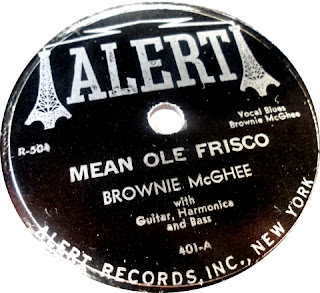 ALERT
Vocal Blues
Brownie McGhee
R-504
MEAN OLE FRISCO
BROWNIE McGHEE
with
Guitar, Harmonica
and Bass
401-A
ALERT RECORDS, INC., NEW YORK